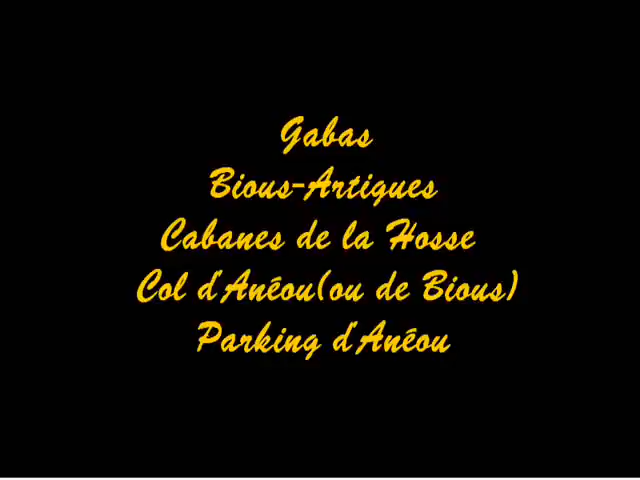 Gabas
Bious-Artigues
Cabanes de la Hosse
Col d'Anéou(ou de Bious)
Parking d'Anéou